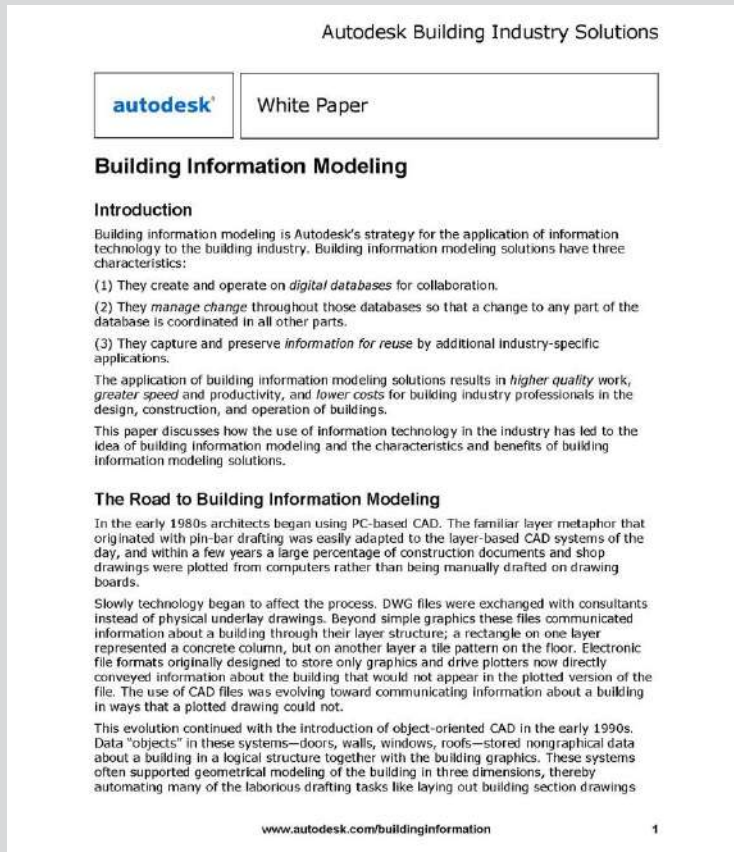 Autodesk Building Industry Solutions
autodesk®
White Paper
Building Information Modeling
Introduction
Building information modeling is Autodesk's strategy for the application of information
technology to the building industry. Building information modeling solutions have three
characteristics:
(1) They create and operate on digital databases for collaboration.
(2) They manage change throughout those databases so that a change to any part of the
database is coordinated in all other parts.
(3) They capture and preserve information for reuse by additional industry-specific
applications.
The application of building information modeling solutions results in higher quality work,
greater speed and productivity, and lower costs for building industry professionals in the
design, construction, and operation of buildings.
This paper discusses how the use of information technology in the industry has led to the
idea of building information modeling and the characteristics and benefits of building
information modeling solutions.
The Road to Building Information Modeling
In the early 1980s architects began using PC-based CAD. The familiar layer metaphor that
originated with pin-bar drafting was easily adapted to the layer-based CAD systems of the
day, and within a few years a large percentage of construction documents and shop
drawings were plotted from computers rather than being manually drafted on drawing
boards.
Slowly technology began to affect the process. DWG files were exchanged with consultants
instead of physical underlay drawings. Beyond simple graphics these files communicated
information about a building through their layer structure; a rectangle on one layer
represented a concrete column, but on another layer a tile pattern on the floor. Electronic
file formats originally designed to store only graphics and drive plotters now directly
conveyed information about the building that would not appear in the plotted version of the
file. The use of CAD files was evolving toward communicating information about a building
in ways that a plotted drawing could not.
This evolution continued with the introduction of object-oriented CAD in the early 1990s.
Data "objects" in these systems—doors, walls, windows, roofs—stored nongraphical data
about a building in a logical structure together with the building graphics. These systems
often supported geometrical modeling of the building in three dimensions, thereby
automating many of the laborious drafting tasks like laying out building section drawings
www.autodesk.com/buildinginformation 1